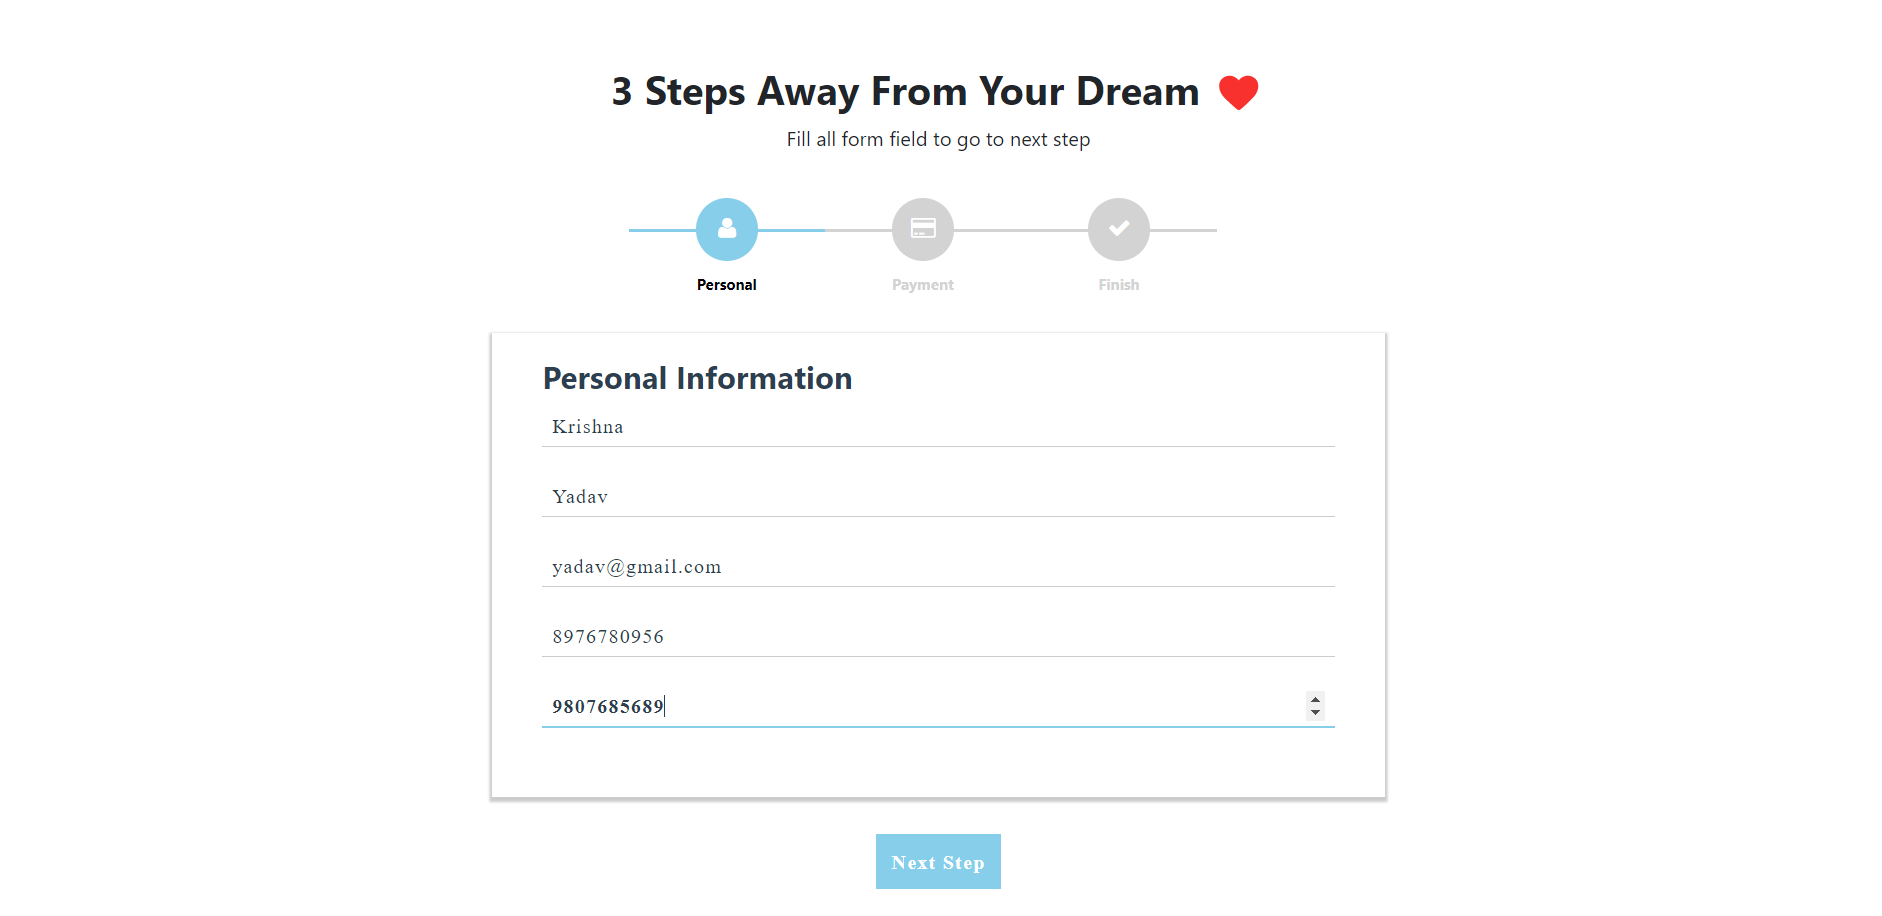 3 Steps Away From Your Dream
Fill all form field to go to next step
Personal Payment Finish
Personal Information
Krishna
Yadav
yadav@gmail.com
8976780956
9807685689
Next Step